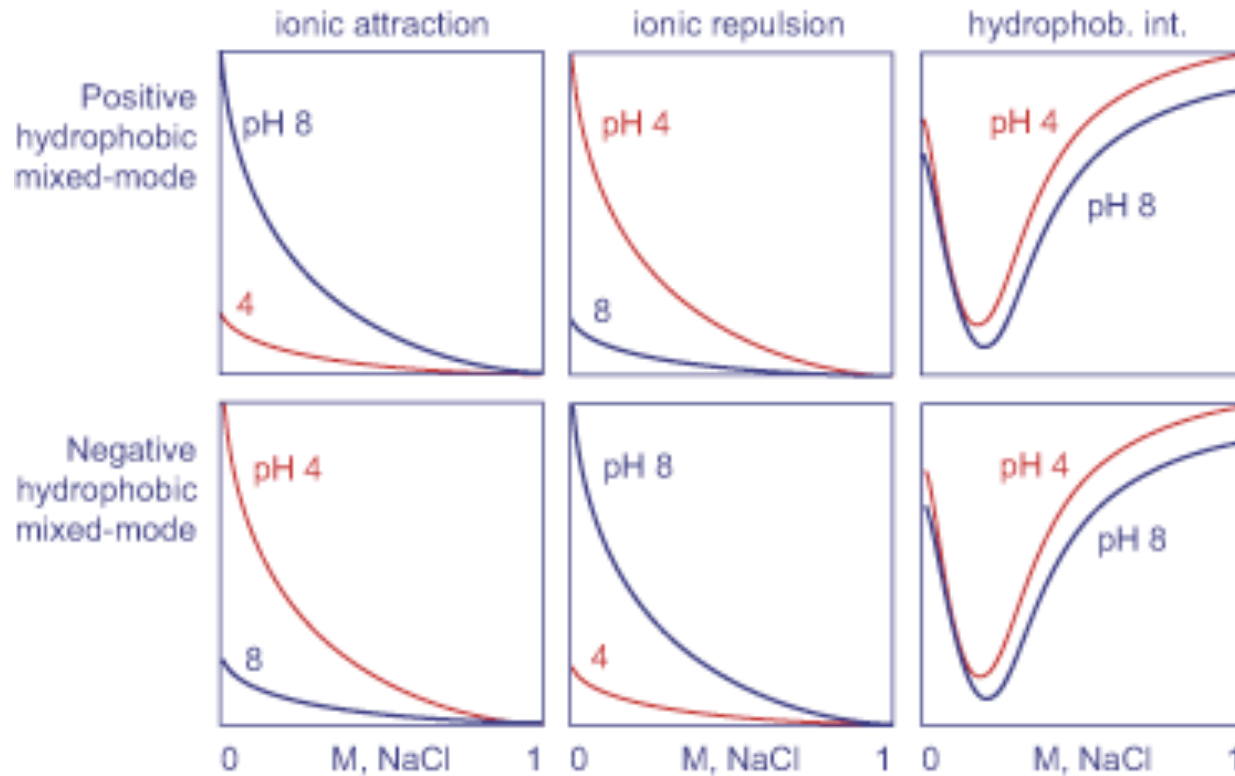 ionic attraction
ionic repulsion
hydrophob. int.
Positive
hydrophobic
mixed-mode
pH 8
4
pH 4
8
pH 4
pH 8
Negative
hydrophobic
mixed-mode
pH 4
8
pH 8
4
pH 4
pH 8
0 M, NaCl 1
0 M, NaCl 1
0 M, NaCl 1